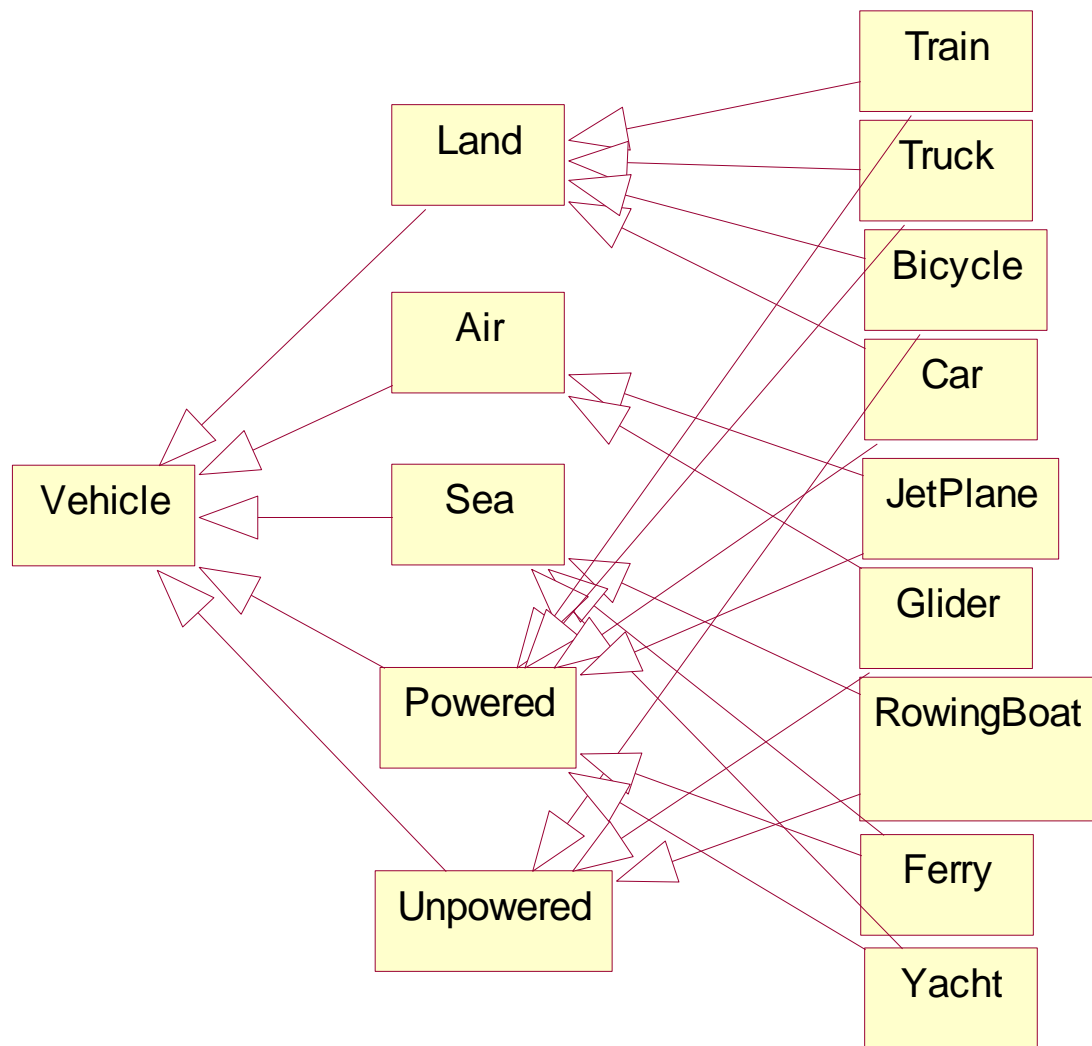 Vehicle
Land
Air
Sea
Powered
Unpowered
Train
Truck
Bicycle
Car
JetPlane
Glider
RowingBoat
Ferry
Yacht